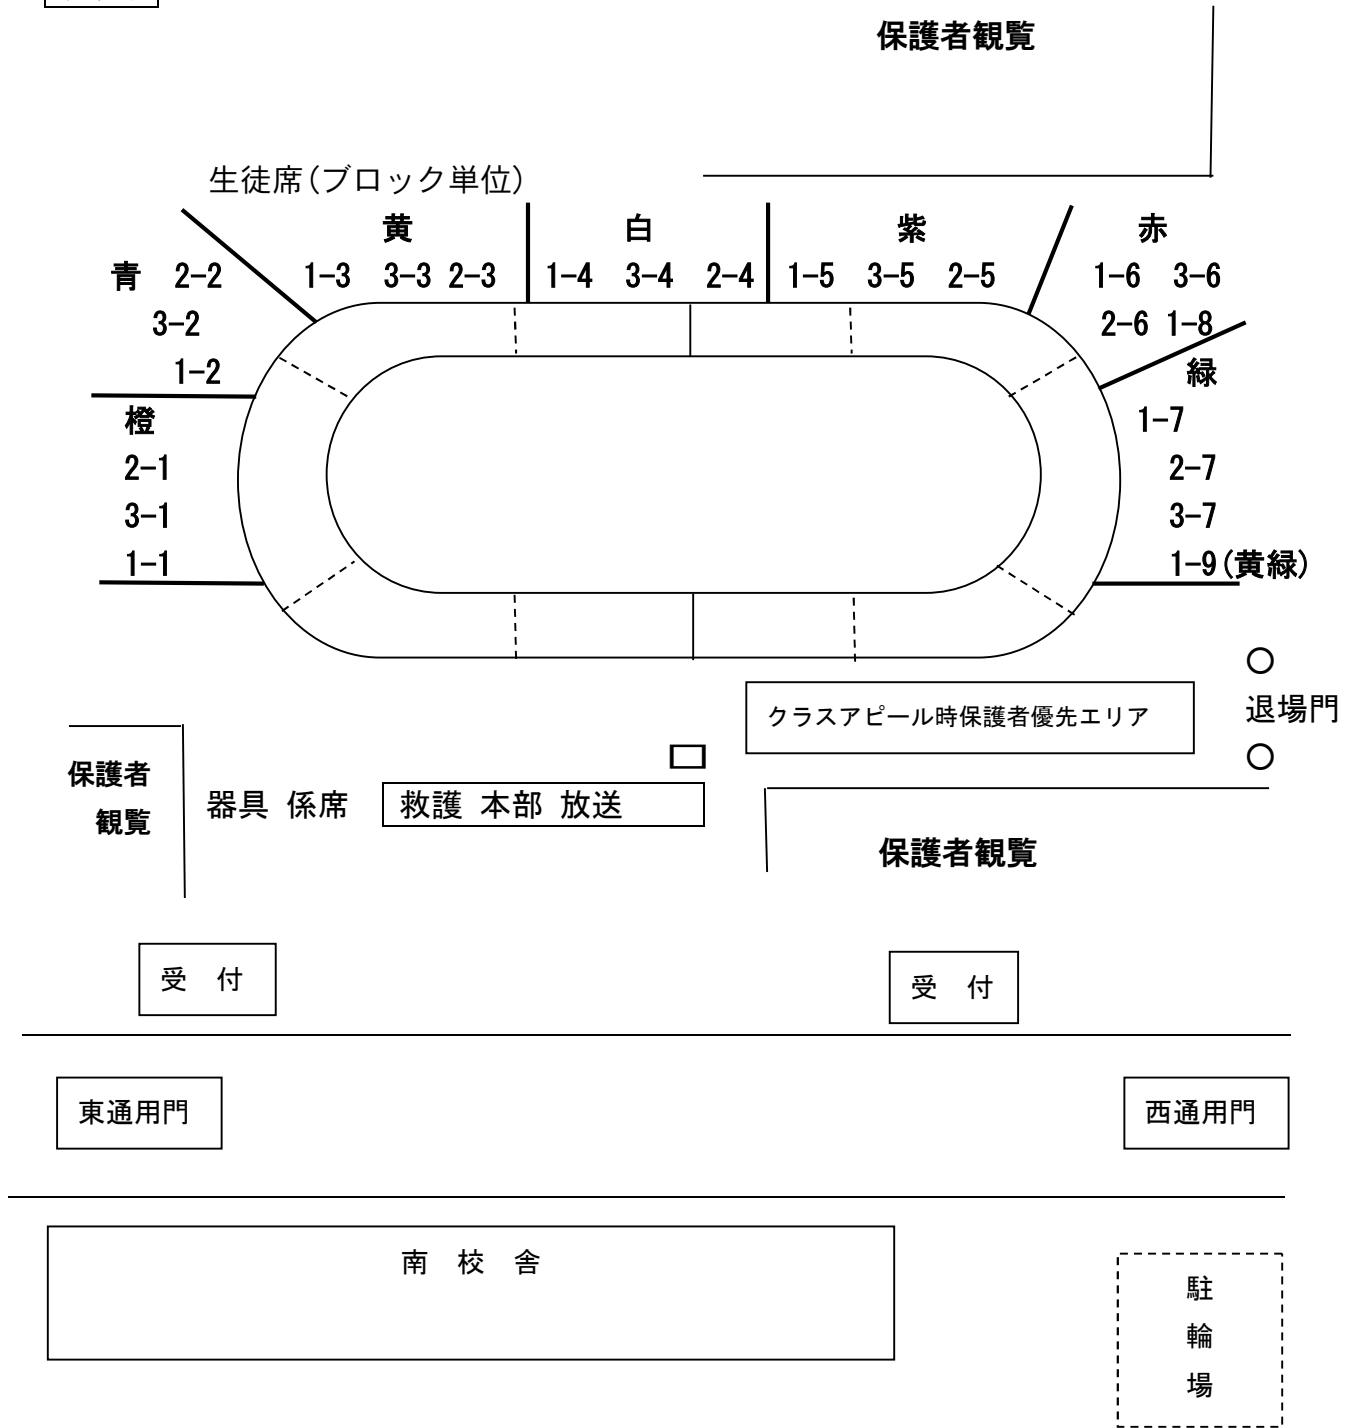 保護者観覧
生徒席(ブロック単位)
黄 白 紫 赤
青 2-2 1-3 3-3 2-3 1-4 3-4 2-4 1-5 3-5 2-5 1-6 3-6
3-2 2-6 1-8
1-2 緑
橙 1-7
2-1 2-7
3-1 3-7
1-1 1-9(黄緑)
クラスアピール時保護者優先エリア
退場門
保護者
観覧
器具 係席 救護 本部 放送
保護者観覧
受 付 受 付
東通用門 西通用門
南 校 舎
駐
輪
場